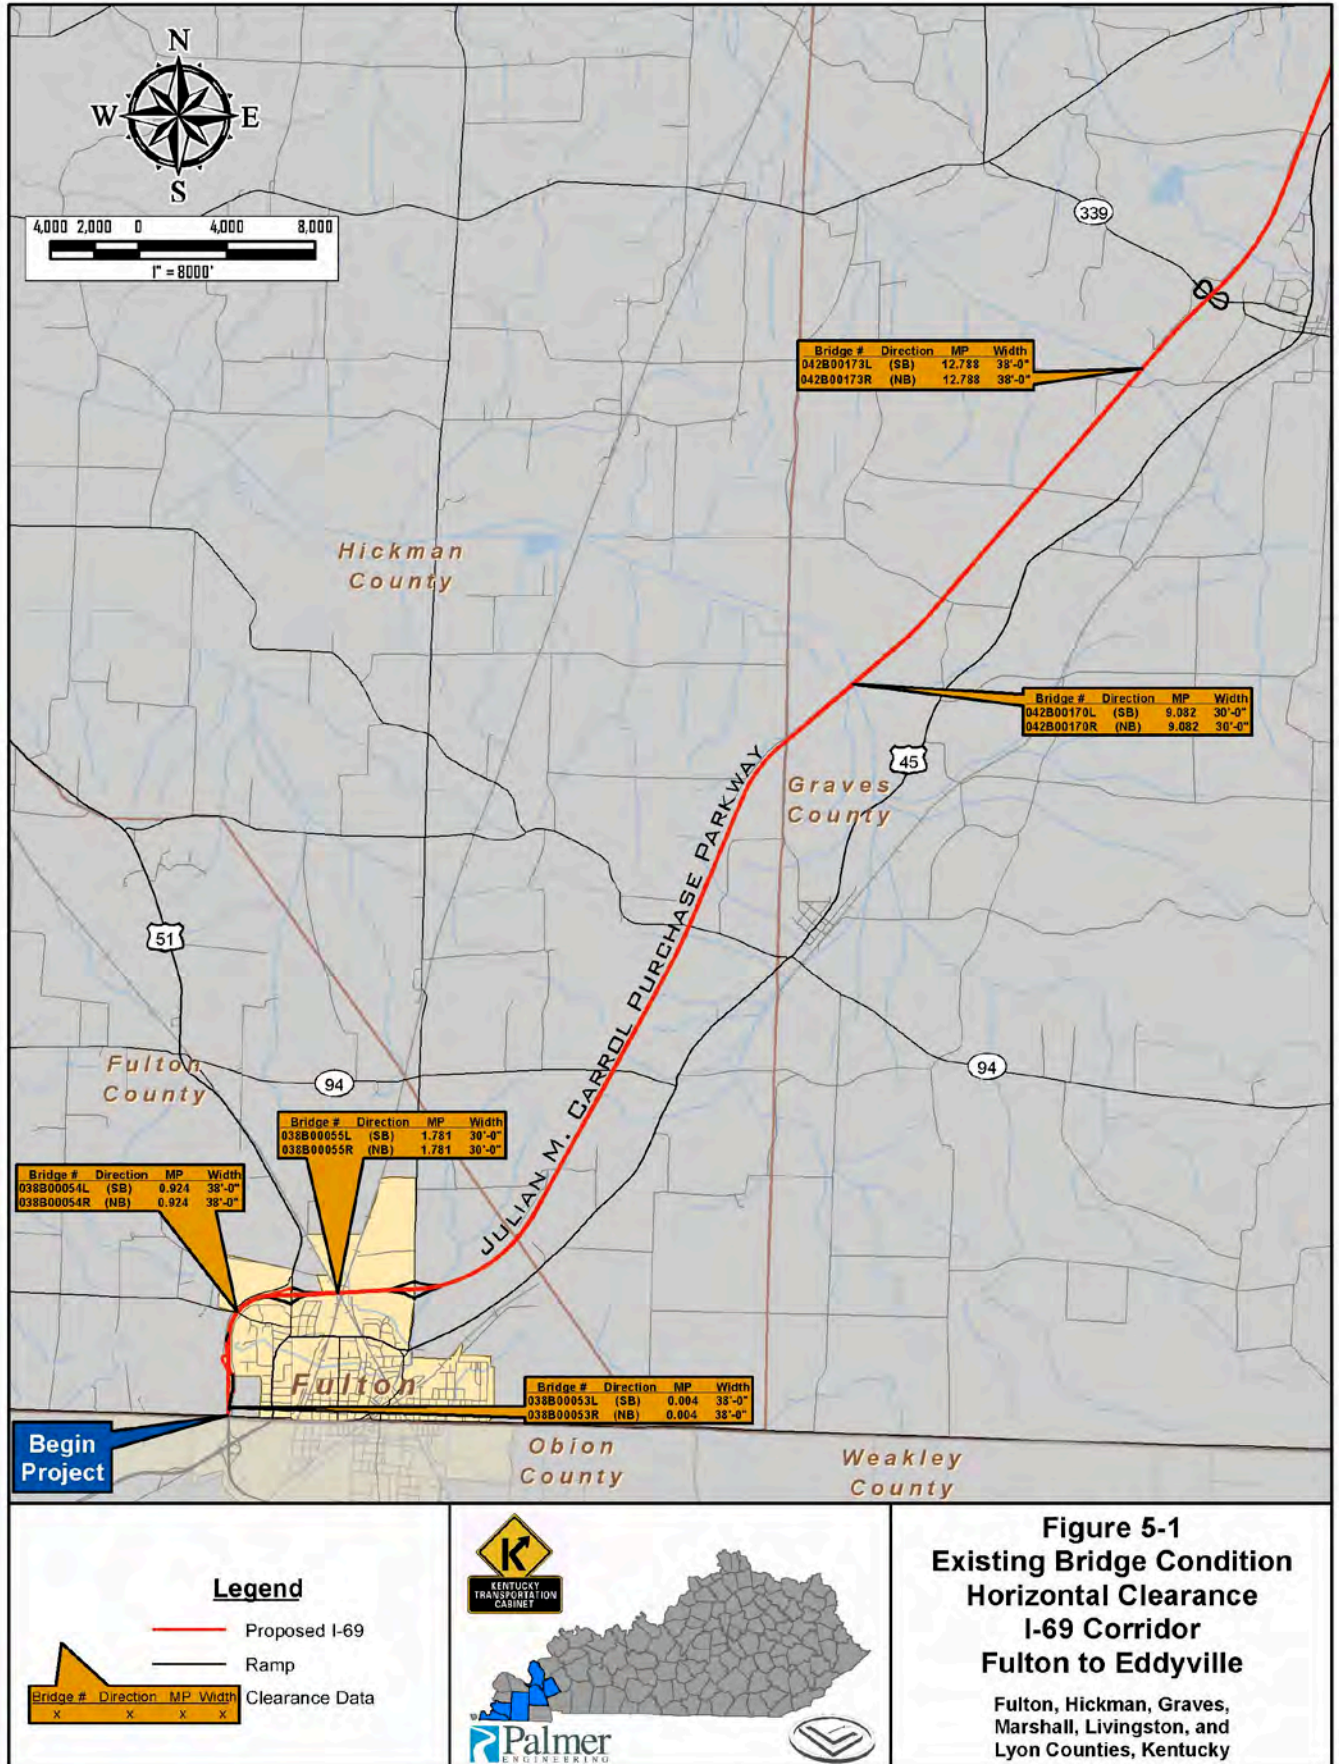 N
W E
S
4,000 2,000 0 4,000 8,000
1" = 8000'
339
Bridge # Direction MP Width
042B00173L (SB) 12.788 38'-0"
042B00173R (NB) 12.788 38'-0"
Hickman
County
Bridge # Direction MP Width
042B00170L (SB) 9.082 30'-0"
042B00170R (NB) 9.082 30'-0"
45
Graves
County
JULIAN M. CARROL PURCHASE PARKWAY
51
Fulton
County
94
94
Bridge # Direction MP Width
038B00055L (SB) 1.781 30'-0"
038B00055R (NB) 1.781 30'-0"
Bridge # Direction MP Width
038B00054L (SB) 0.924 38'-0"
038B00054R (NB) 0.924 38'-0"
Fulton
Bridge # Direction MP Width
038B00053L (SB) 0.004 38'-0"
038B00053R (NB) 0.004 38'-0"
Begin
Project
Obion
County
Weakley
County
Legend
Proposed I-69
Ramp
Clearance Data
Bridge # Direction MP Width
x x x x
K
KENTUCKY
TRANSPORTATION
CABINET
Palmer
ENGINEERING
Figure 5-1
Existing Bridge Condition
Horizontal Clearance
I-69 Corridor
Fulton to Eddyville
Fulton, Hickman, Graves,
Marshall, Livingston, and
Lyon Counties, Kentucky